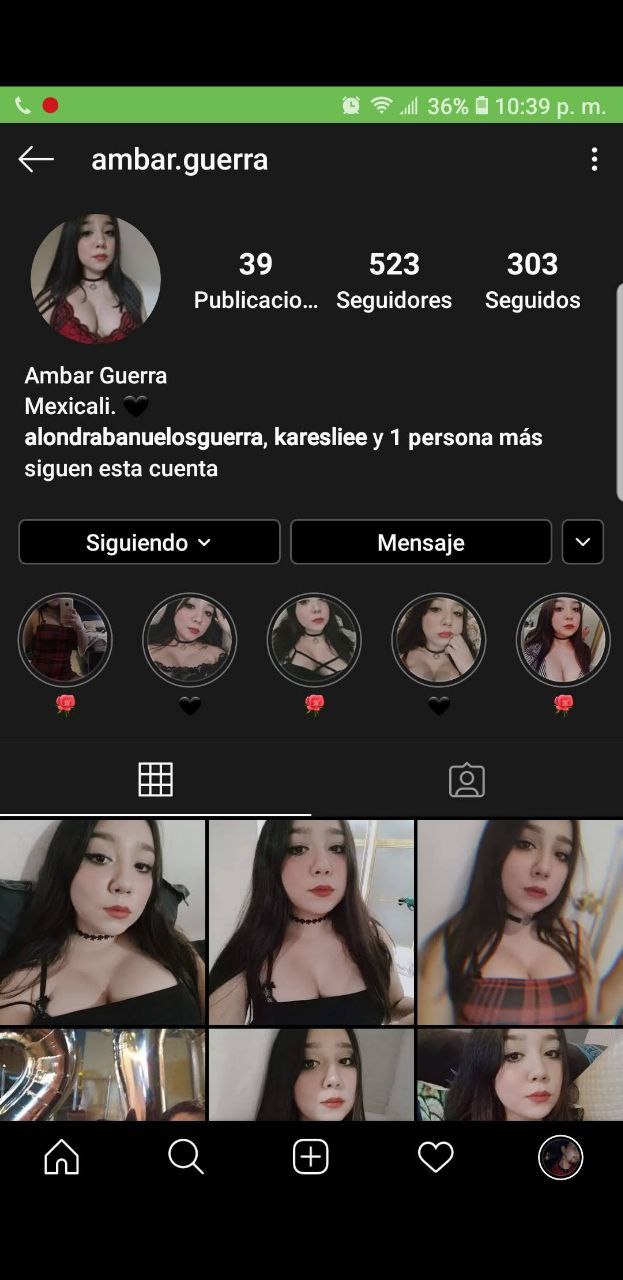 36% 10:39 p. m.
ambar.guerra
39 523 303
Publicacio... Seguidores Seguidos
Ambar Guerra
Mexicali. 🖤
alondrabanuelosguerra, karesliee y 1 persona más
siguen esta cuenta
Siguiendo Mensaje
🌹 🖤 🌹 🖤 🌹